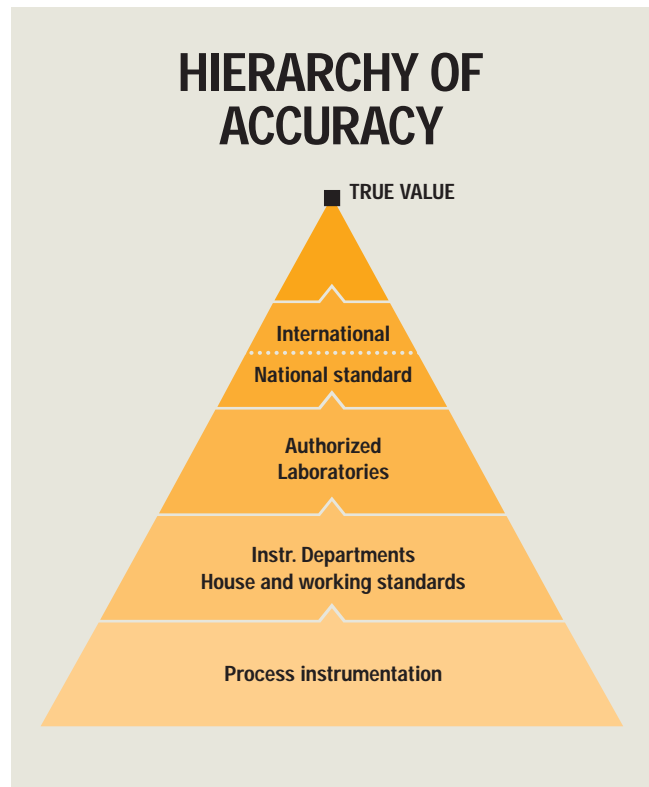 HIERARCHY OF
ACCURACY
TRUE VALUE
International
National standard
Authorized
Laboratories
Instr. Departments
House and working standards
Process instrumentation